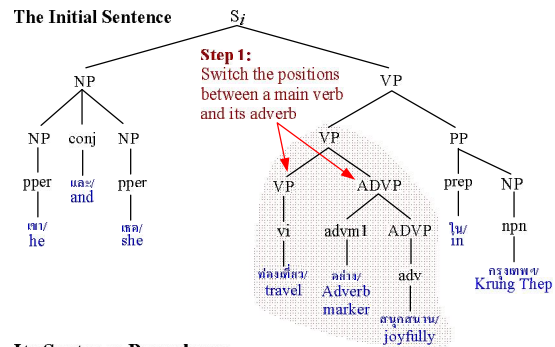 The Initial Sentence
Si
Step 1:
Switch the positions
between a main verb
and its adverb
NP
VP
NP
conj
NP
VP
PP
pper
และ/
and
pper
VP
ADVP
prep
NP
เขา/
he
เธอ/
she
vi
advm1
ADVP
ใน/
in
npn
ท่องเที่ยว/
travel
อย่าง/
Adverb
marker
adv
กรุงเทพฯ/
Krung Thep
สนุกสนาน/
joyfully